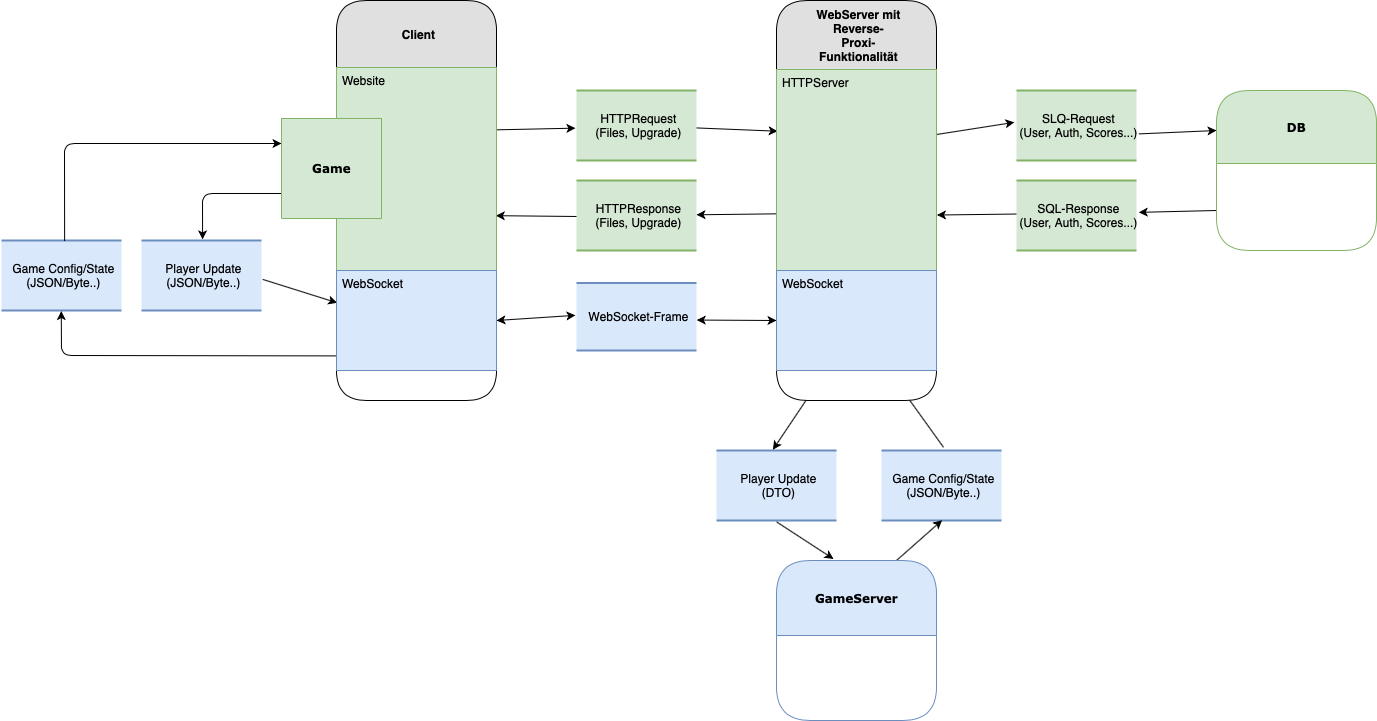 Client
Website
Game
Game Config/State
(JSON/Byte..)
Player Update
(JSON/Byte..)
WebSocket
HTTPRequest
(Files, Upgrade)
HTTPResponse
(Files, Upgrade)
WebSocket-Frame
WebServer mit
Reverse-
Proxi-
Funktionalität
HTTPServer
WebSocket
SLQ-Request
(User, Auth, Scores...)
SQL-Response
(User, Auth, Scores...)
DB
Player Update
(DTO)
Game Config/State
(JSON/Byte..)
GameServer